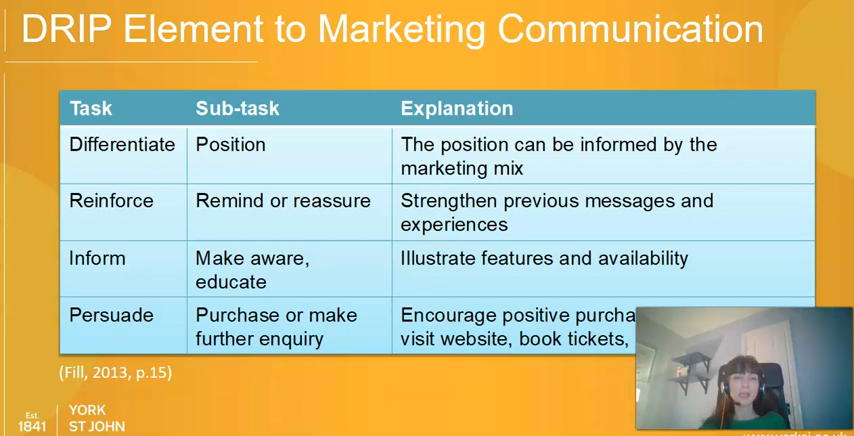 DRIP Element to Marketing Communication
Task Sub-task Explanation
Differentiate Position The position can be informed by the
marketing mix
Reinforce Remind or reassure Strengthen previous messages and
experiences
Inform Make aware, Illustrate features and availability
educate
Persuade Purchase or make Encourage positive
further enquiry visit website, book tickets,
(Fill, 2013, p.15)
Est.
1841
YORK
ST JOHN